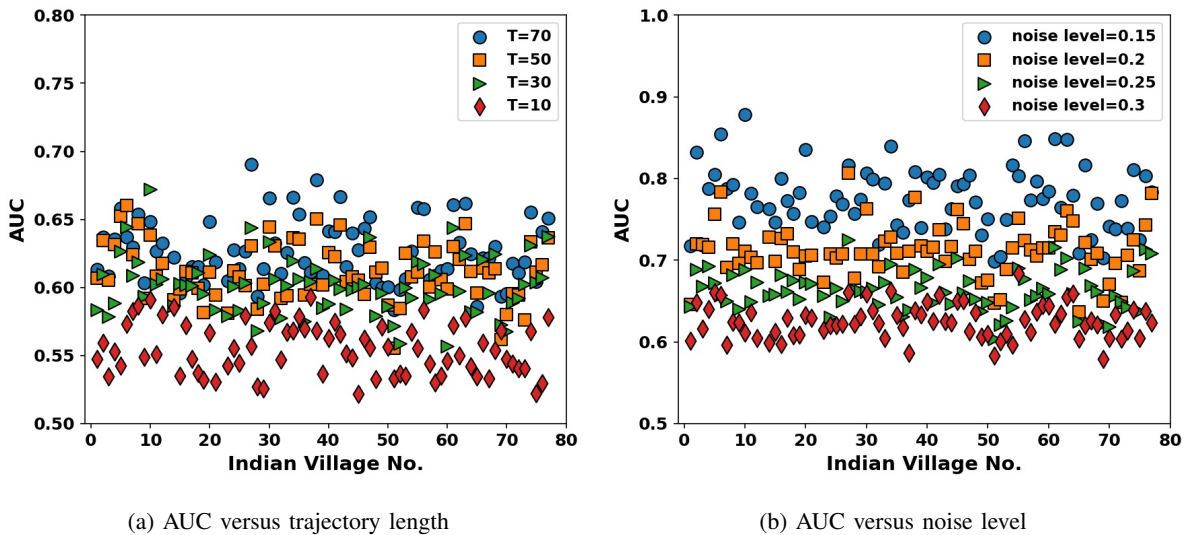 0.80
0.75
0.70
0.65
0.60
0.55
0.50
AUC
0 10 20 30 40 50 60 70 80
Indian Village No.
T=70
T=50
T=30
T=10
(a) AUC versus trajectory length
1.0
0.9
0.8
0.7
0.6
0.5
AUC
0 10 20 30 40 50 60 70 80
Indian Village No.
noise level=0.15
noise level=0.2
noise level=0.25
noise level=0.3
(b) AUC versus noise level